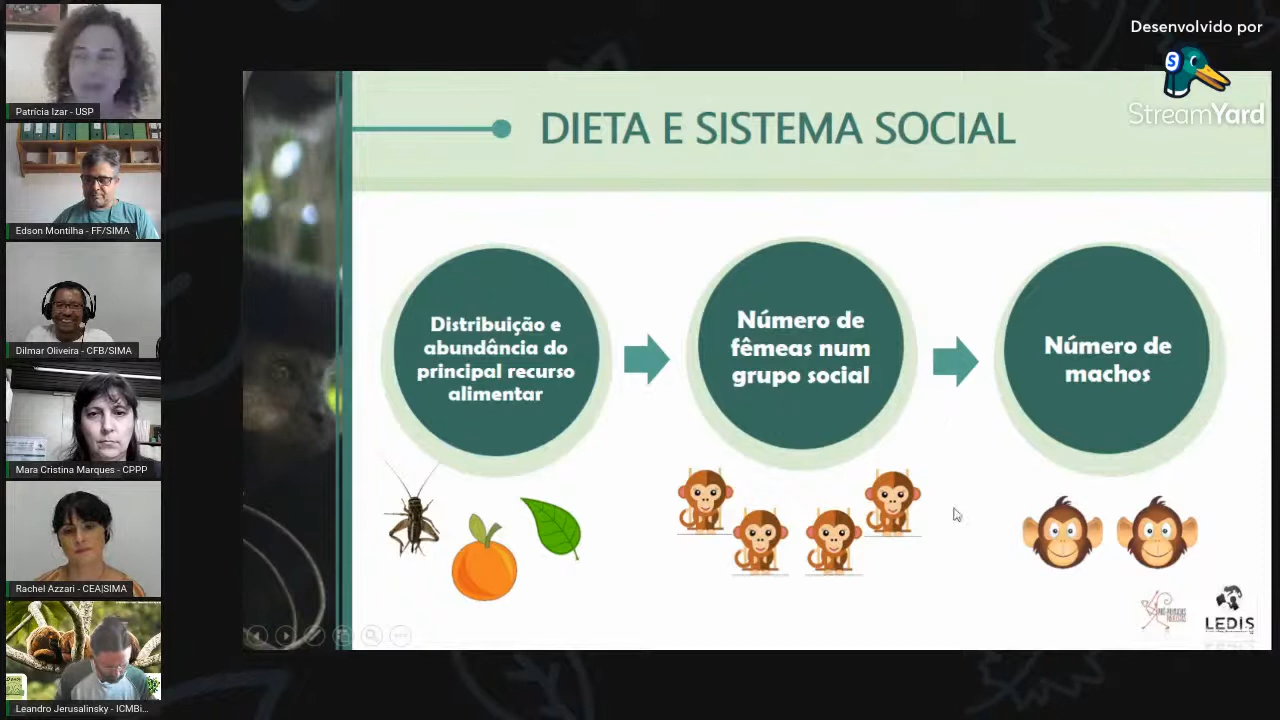 Desenvolvido por
S
StreamYard
Patrícia Izar - USP
Edson Montilha - FF/SIMA
Dilmar Oliveira - CFB/SIMA
Mara Cristina Marques - CPPP
Rachel Azzari - CEA|SIMA
Leandro Jerusalinsky - ICMBi...
DIETA E SISTEMA SOCIAL
Distribuição e
abundância do
principal recurso
alimentar
Número de
fêmeas num
grupo social
Número de
machos
LEDIS